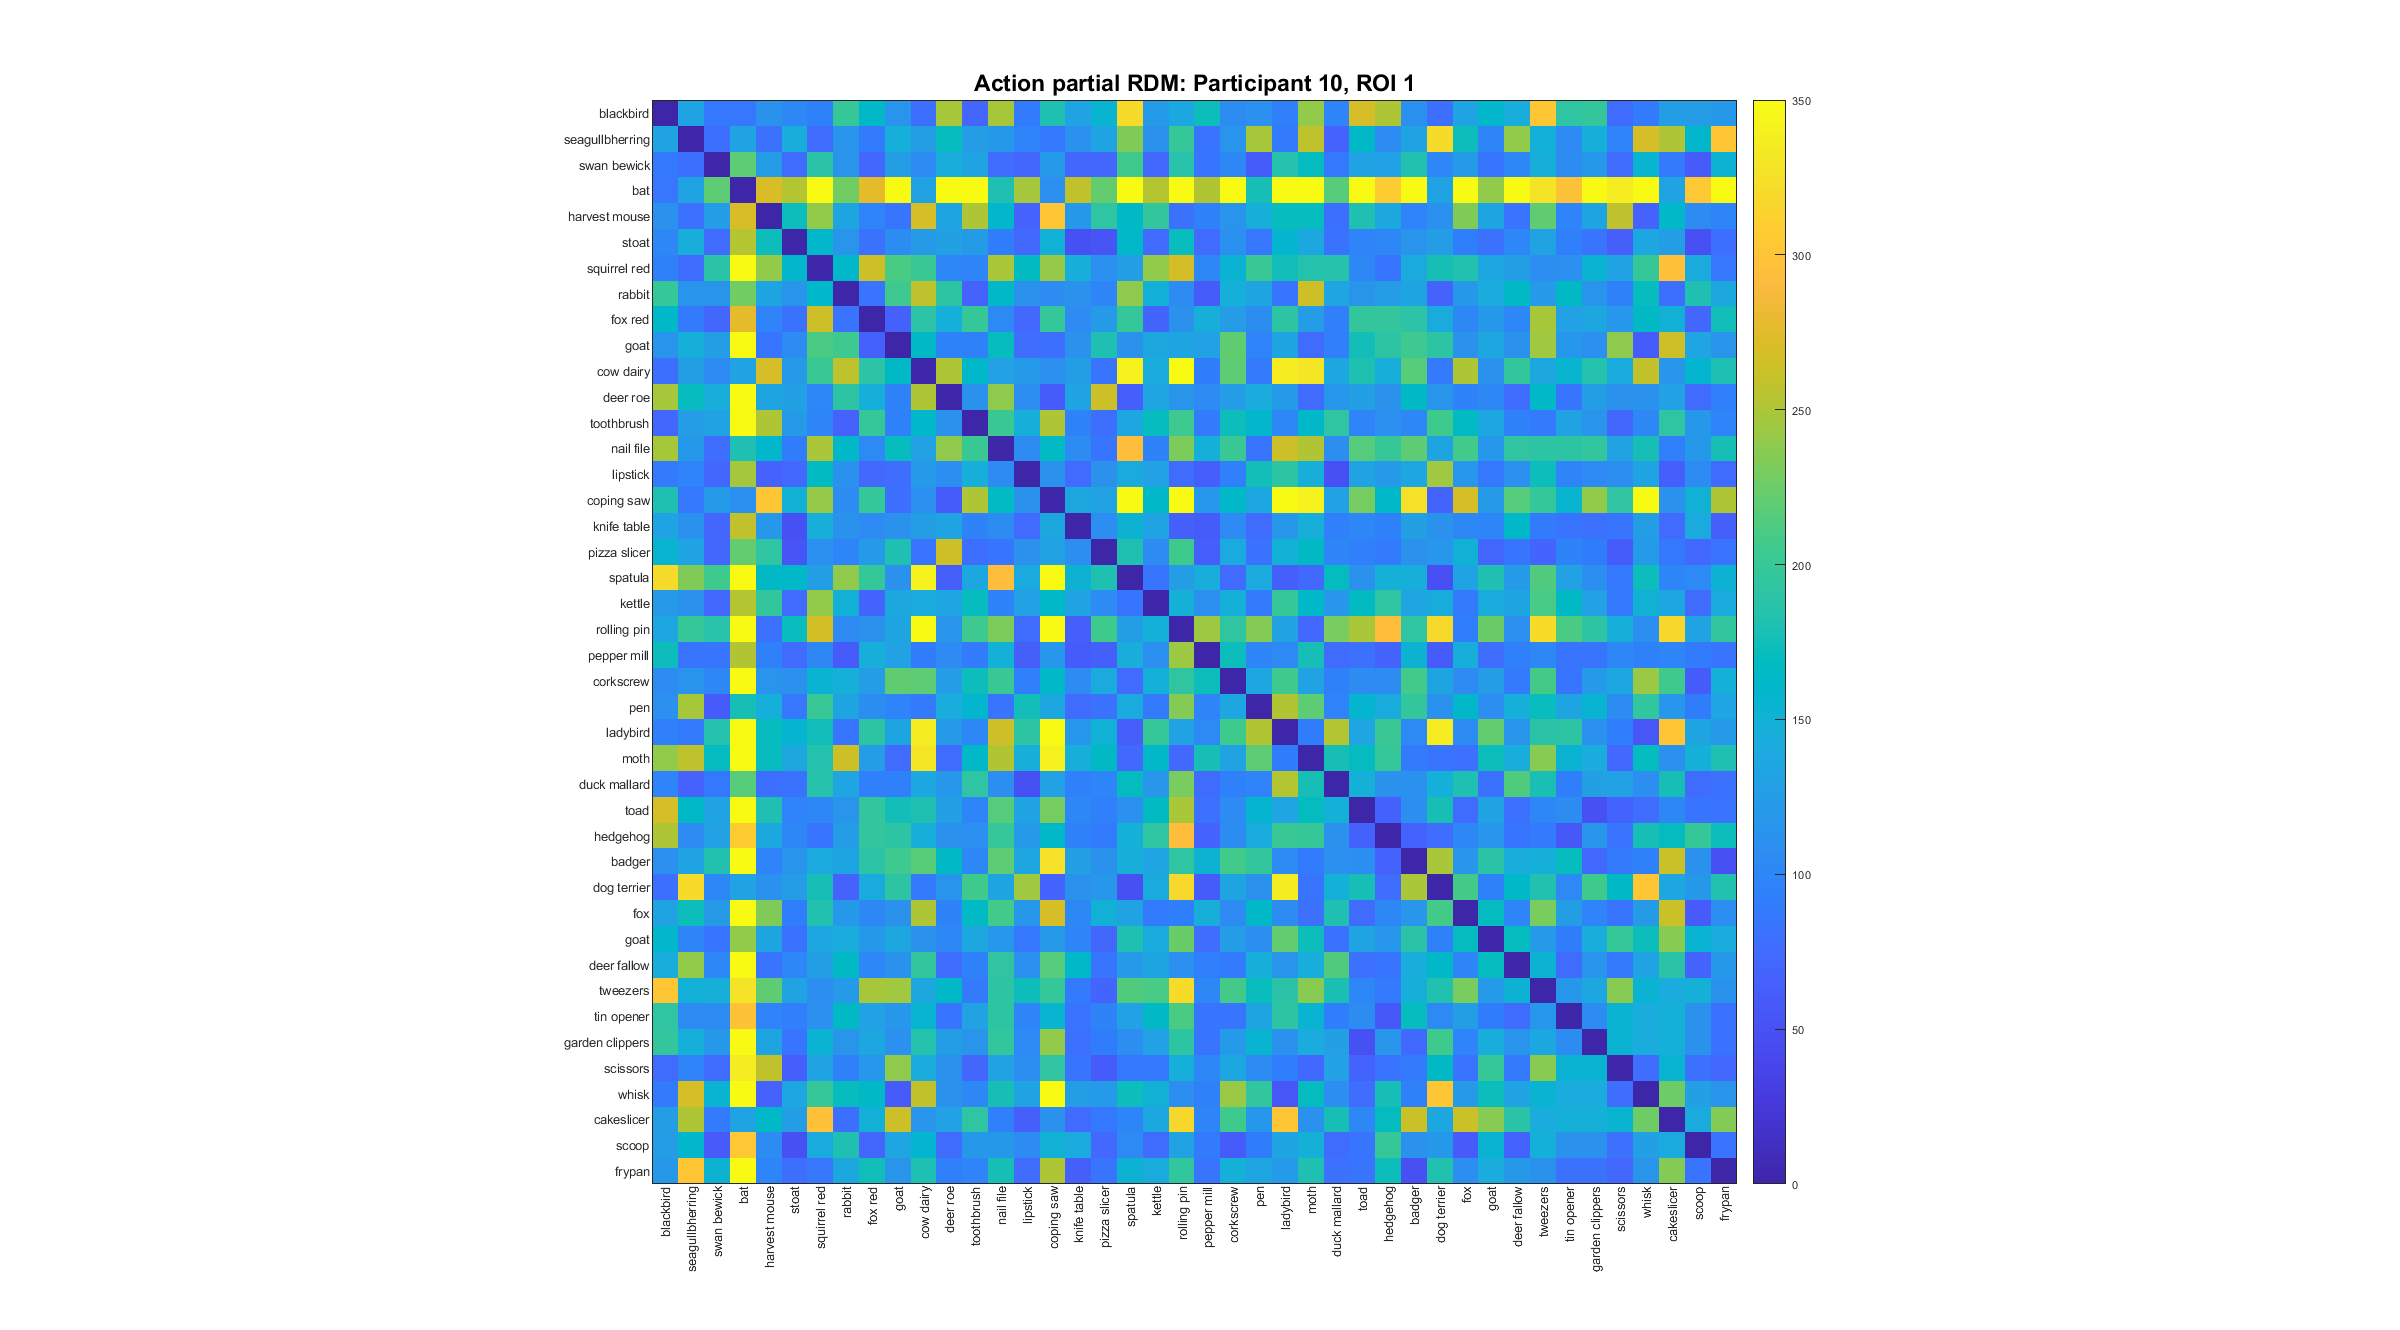 Action partial RDM: Participant 10, ROI 1
blackbird
seagullbherring
swan bewick
bat
harvest mouse
stoat
squirrel red
rabbit
fox red
goat
cow dairy
deer roe
toothbrush
nail file
lipstick
coping saw
knife table
pizza slicer
spatula
kettle
rolling pin
pepper mill
corkscrew
pen
ladybird
moth
duck mallard
toad
hedgehog
badger
dog terrier
fox
goat
deer fallow
tweezers
tin opener
garden clippers
scissors
whisk
cakeslicer
scoop
frypan
blackbird
seagullbherring
swan bewick
bat
harvest mouse
stoat
squirrel red
rabbit
fox red
goat
cow dairy
deer roe
toothbrush
nail file
lipstick
coping saw
knife table
pizza slicer
spatula
kettle
rolling pin
pepper mill
corkscrew
pen
ladybird
moth
duck mallard
toad
hedgehog
badger
dog terrier
fox
goat
deer fallow
tweezers
tin opener
garden clippers
scissors
whisk
cakeslicer
scoop
frypan
350
300
250
200
150
100
50
0